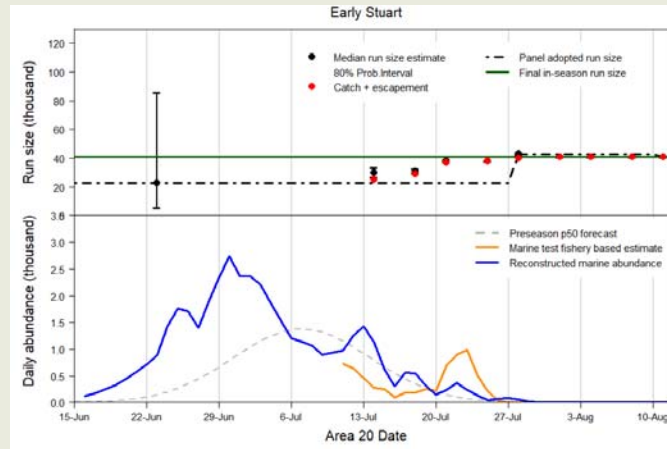 Early Stuart
Run size (thousand)
120
100
80
60
40
20
Median run size estimate
80% Prob.Interval
Catch + escapement
Panel adopted run size
Final in-season run size
Daily abundance (thousand)
3.0
2.5
2.0
1.5
1.0
0.5
0.0
Preseason p50 forecast
Marine test fishery based estimate
Reconstructed marine abundance
15-Jun 22-Jun 29-Jun 6-Jul 13-Jul 20-Jul 27-Jul 3-Aug 10-Aug
Area 20 Date